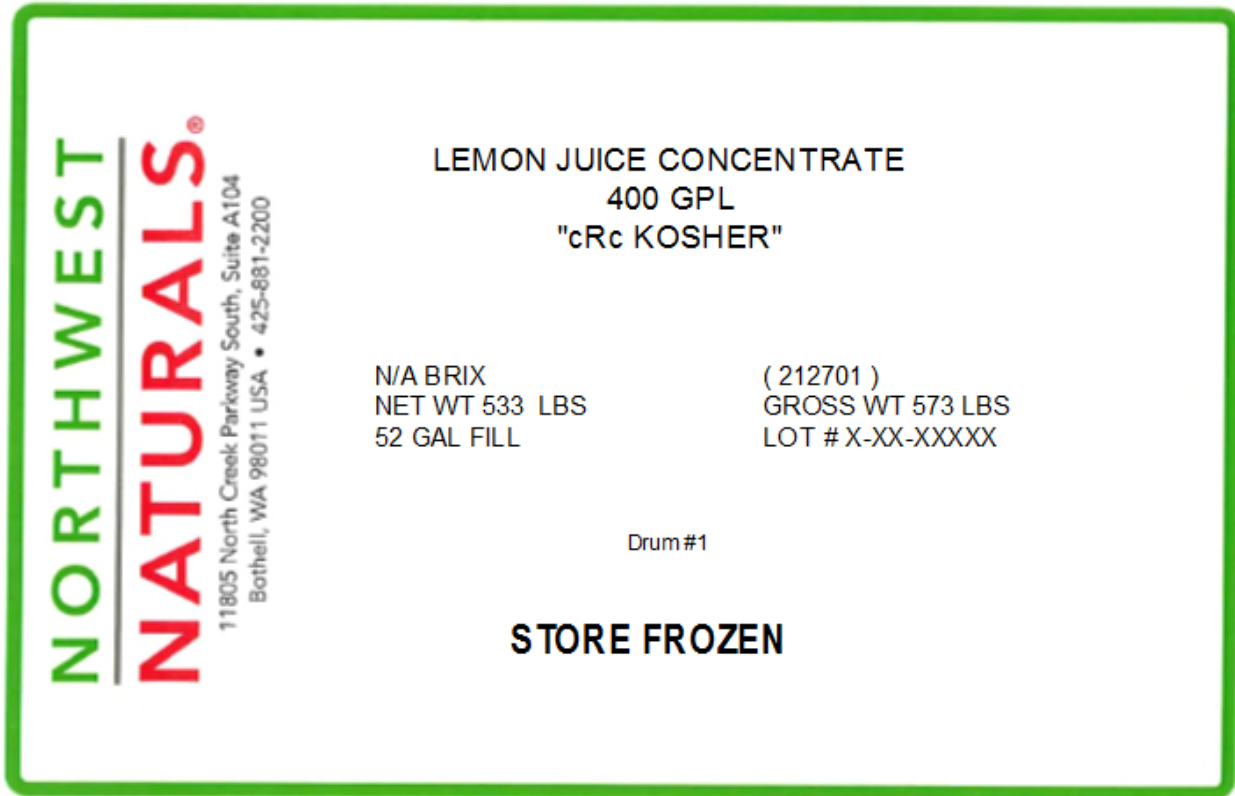 NORTHWEST
NATURALS®
11805 North Creek Parkway South, Suite A104
Bothell, WA 98011 USA • 425-881-2200
LEMON JUICE CONCENTRATE
400 GPL
"cRc KOSHER"
N/A BRIX
NET WT 533 LBS
52 GAL FILL
( 212701 )
GROSS WT 573 LBS
LOT # X-XX-XXXXX
Drum #1
STORE FROZEN